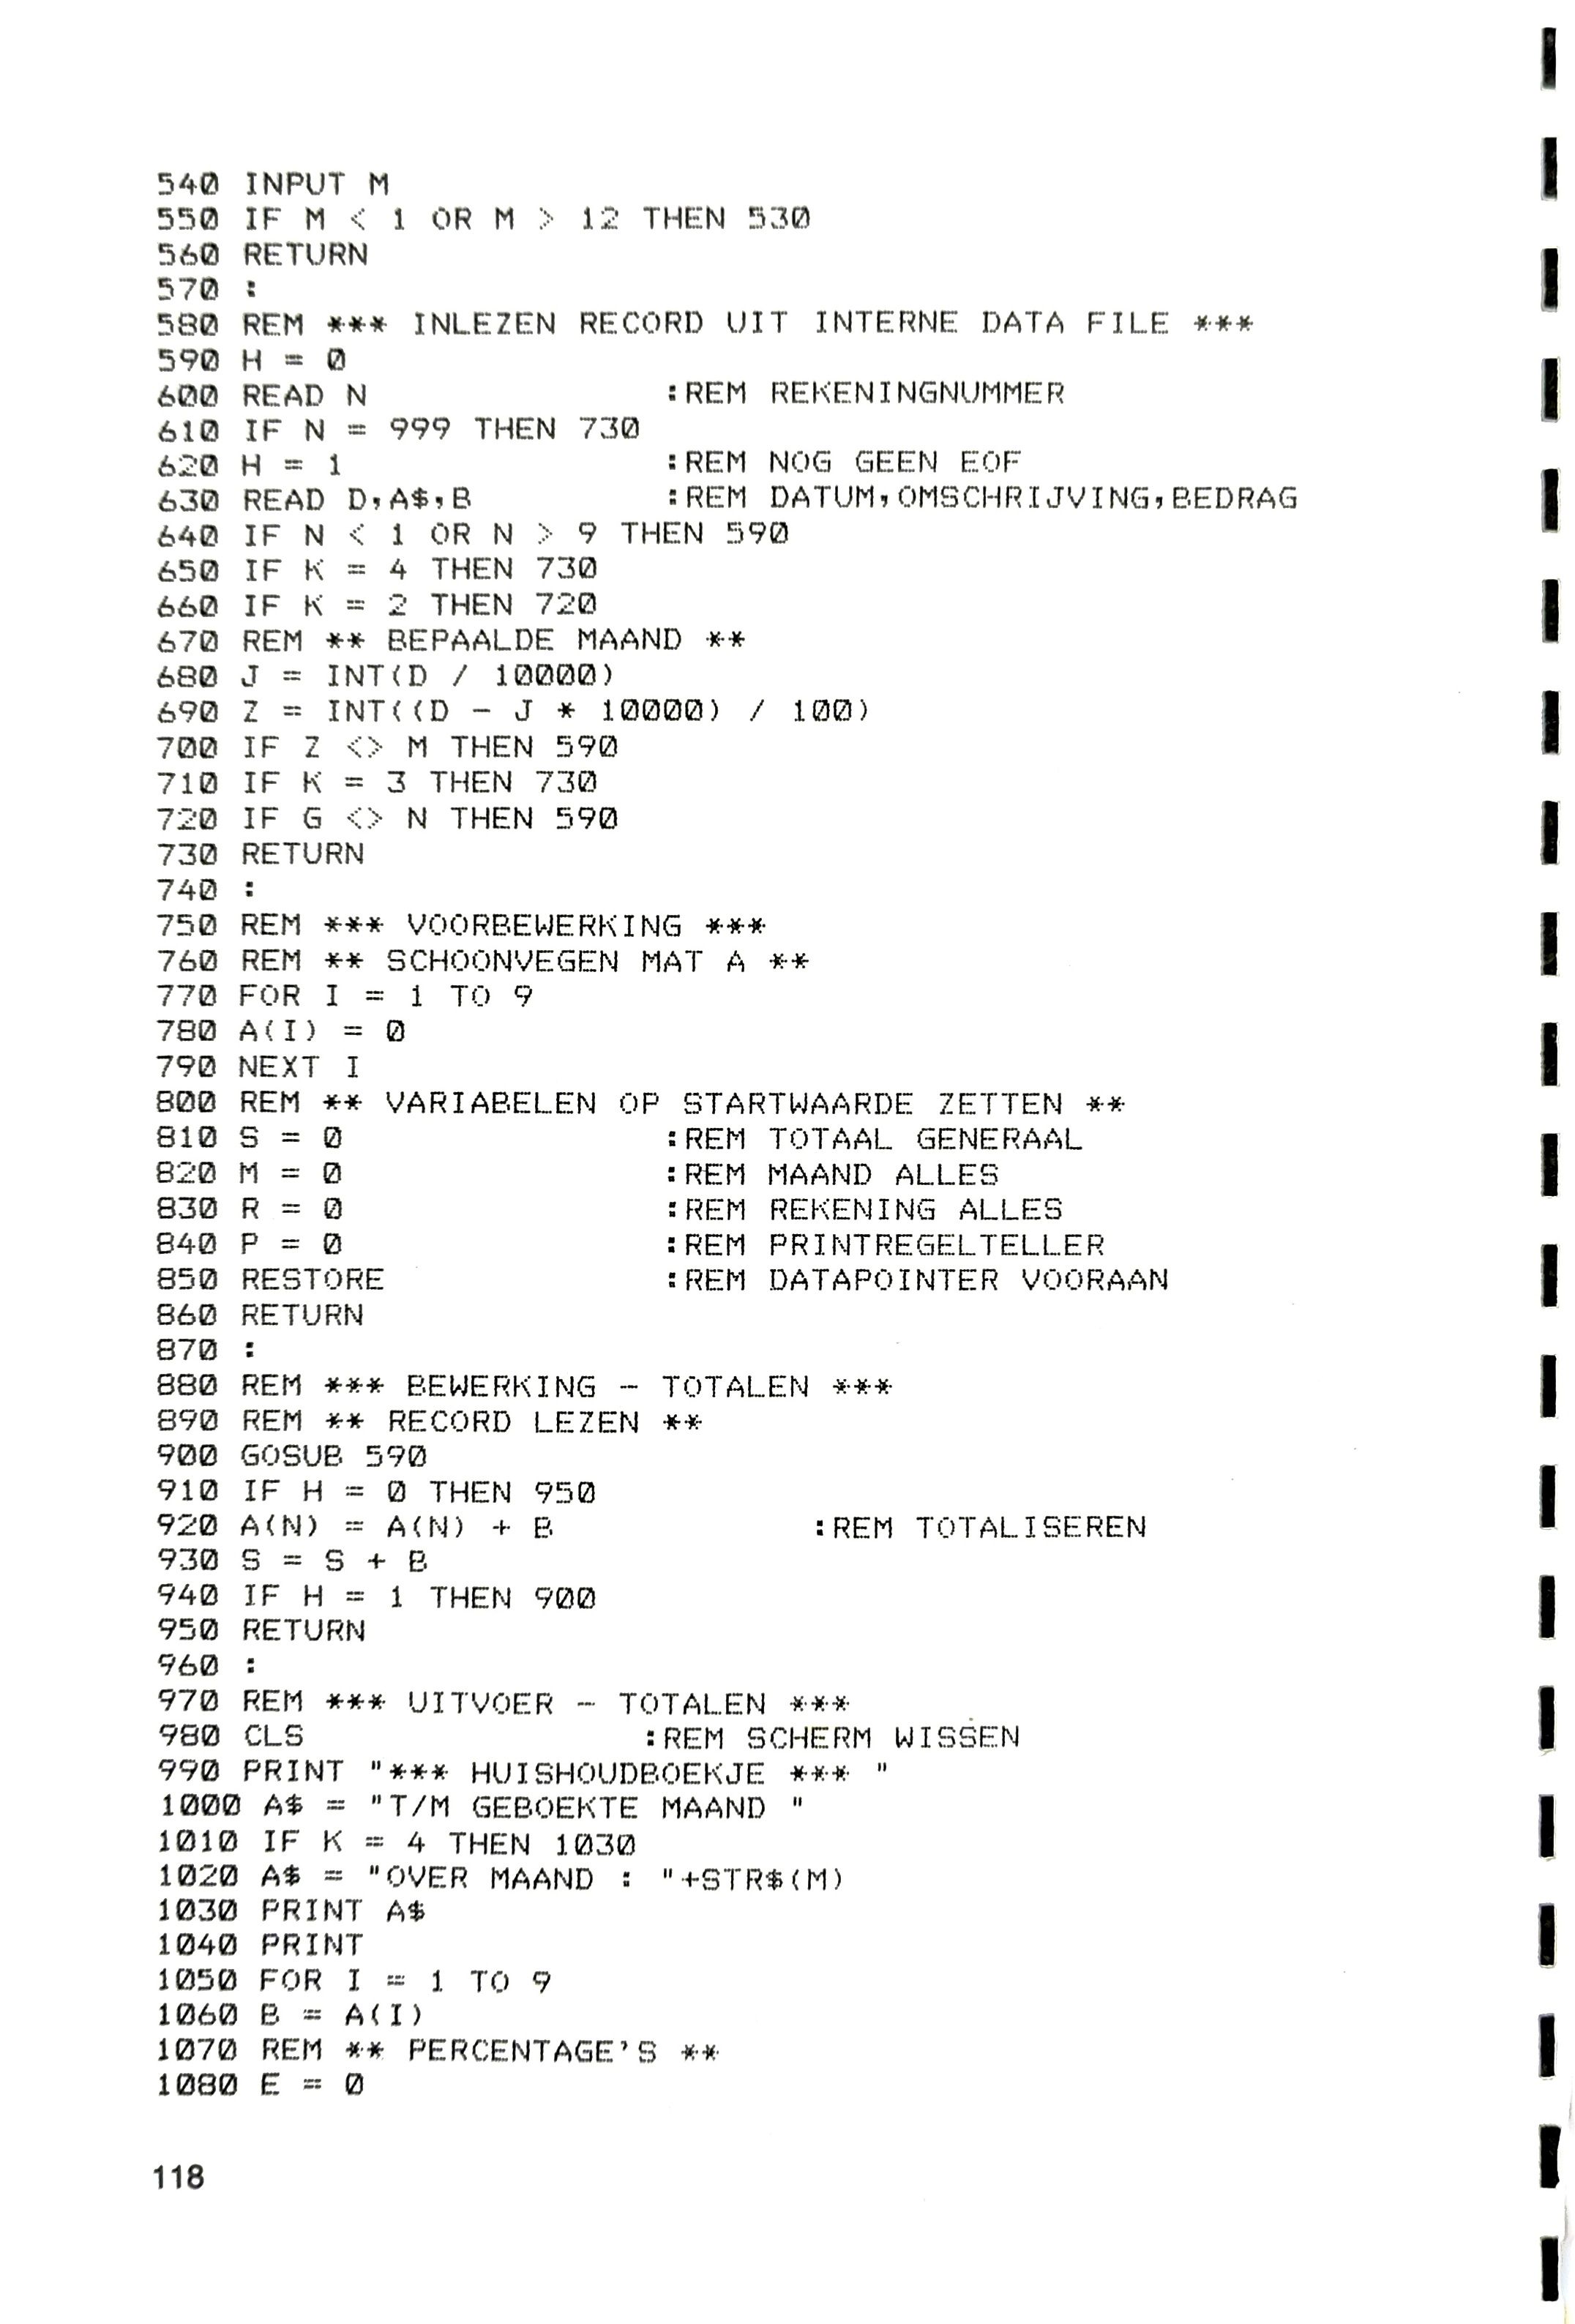 540 INPUT M
550 IF M < 1 OR M > 12 THEN 530
560 RETURN
570 :
580 REM *** INLEZEN RECORD UIT INTERNE DATA FILE ***
590 H = 0
600 READ N :REM REKENINGNUMMER
610 IF N = 999 THEN 730
620 H = 1 :REM NOG GEEN EOF
630 READ D,A$,B :REM DATUM,OMSCHRIJVING,BEDRAG
640 IF N < 1 OR N > 9 THEN 590
650 IF K = 4 THEN 730
660 IF K = 2 THEN 720
670 REM ** BEPAALDE MAAND **
680 J = INT(D / 10000)
690 Z = INT((D - J * 10000) / 100)
700 IF Z <> M THEN 590
710 IF K = 3 THEN 730
720 IF G <> N THEN 590
730 RETURN
740 :
750 REM *** VOORBEWERKING ***
760 REM ** SCHOONVEGEN MAT A **
770 FOR I = 1 TO 9
780 A(I) = 0
790 NEXT I
800 REM ** VARIABELEN OP STARTWAARDE ZETTEN **
810 S = 0 :REM TOTAAL GENERAAL
820 M = 0 :REM MAAND ALLES
830 R = 0 :REM REKENING ALLES
840 P = 0 :REM PRINTREGELTELLER
850 RESTORE :REM DATAPOINTER VOORAAN
860 RETURN
870 :
880 REM *** BEWERKING - TOTALEN ***
890 REM ** RECORD LEZEN **
900 GOSUB 590
910 IF H = 0 THEN 950
920 A(N) = A(N) + B :REM TOTALISEREN
930 S = S + B
940 IF H = 1 THEN 900
950 RETURN
960 :
970 REM *** UITVOER - TOTALEN ***
980 CLS :REM SCHERM WISSEN
990 PRINT "*** HUISHOUDBOEKJE *** "
1000 A$ = "T/M GEBOEKTE MAAND "
1010 IF K = 4 THEN 1030
1020 A$ = "OVER MAAND : "+STR$(M)
1030 PRINT A$
1040 PRINT
1050 FOR I = 1 TO 9
1060 B = A(I)
1070 REM ** PERCENTAGE'S **
1080 E = 0
118